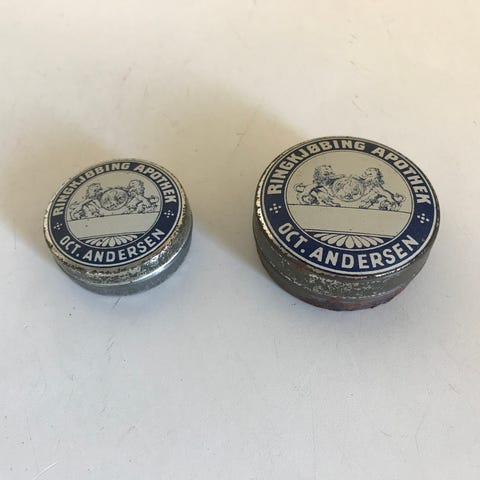 RINGKJØBING APOTHEK
OCT. ANDERSEN
RINGKJØBING APOTHEK
OCT. ANDERSEN